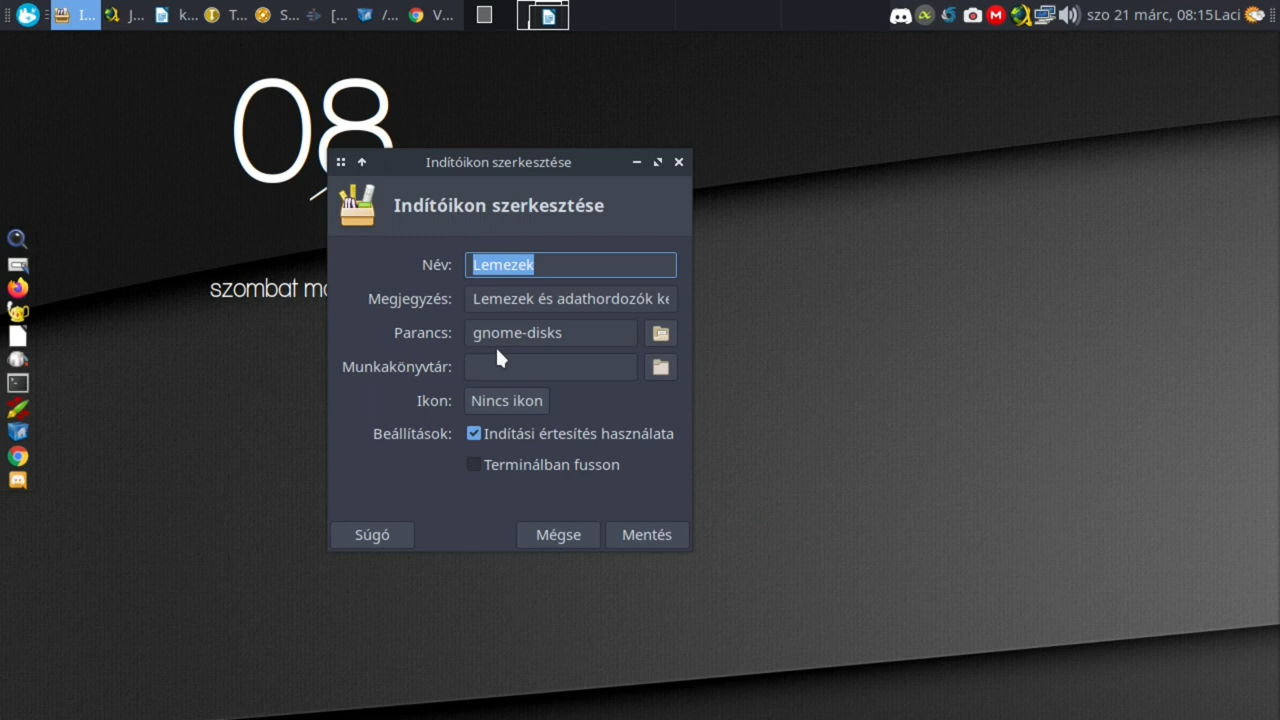 I...
J...
k...
T...
S...
[...
/...
V...
szo 21 márc, 08:15
Laci
08
szombat m
Indítóikon szerkesztése
Indítóikon szerkesztése
Név: Lemezek
Megjegyzés: Lemezek és adathordozók ke
Parancs: gnome-disks
Munkakönyvtár:
Ikon: Nincs ikon
Beállítások: Indítási értesítés használata
Terminálban fusson
Súgó Mégse Mentés